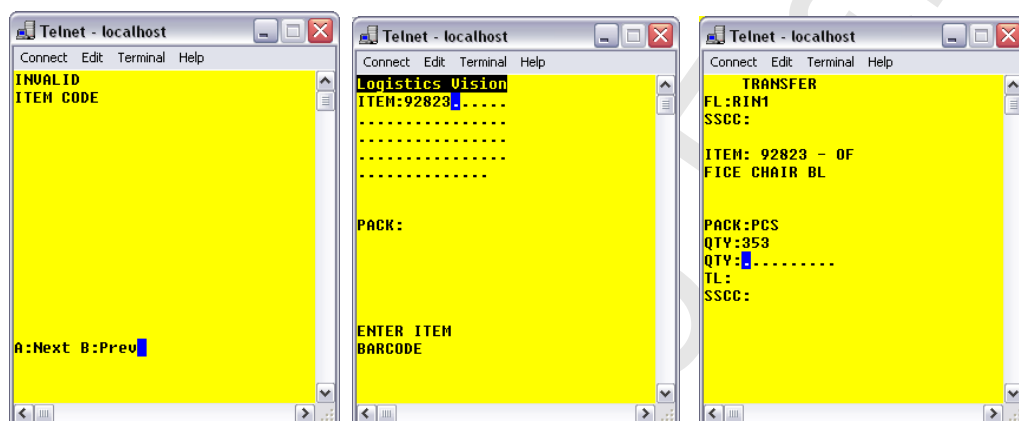 Telnet - localhost
Connect Edit Terminal Help
INVALID
ITEM CODE
A:Next B:Prev
Telnet - localhost
Connect Edit Terminal Help
Logistics Vision
ITEM:92823......
................
................
................
..............
PACK:
ENTER ITEM
BARCODE
Telnet - localhost
Connect Edit Terminal Help
TRANSFER
FL:RIN1
SSCC:
ITEM: 92823 - OF
FICE CHAIR BL
PACK:PCS
QTY:353
QTY:..........
TL:
SSCC: